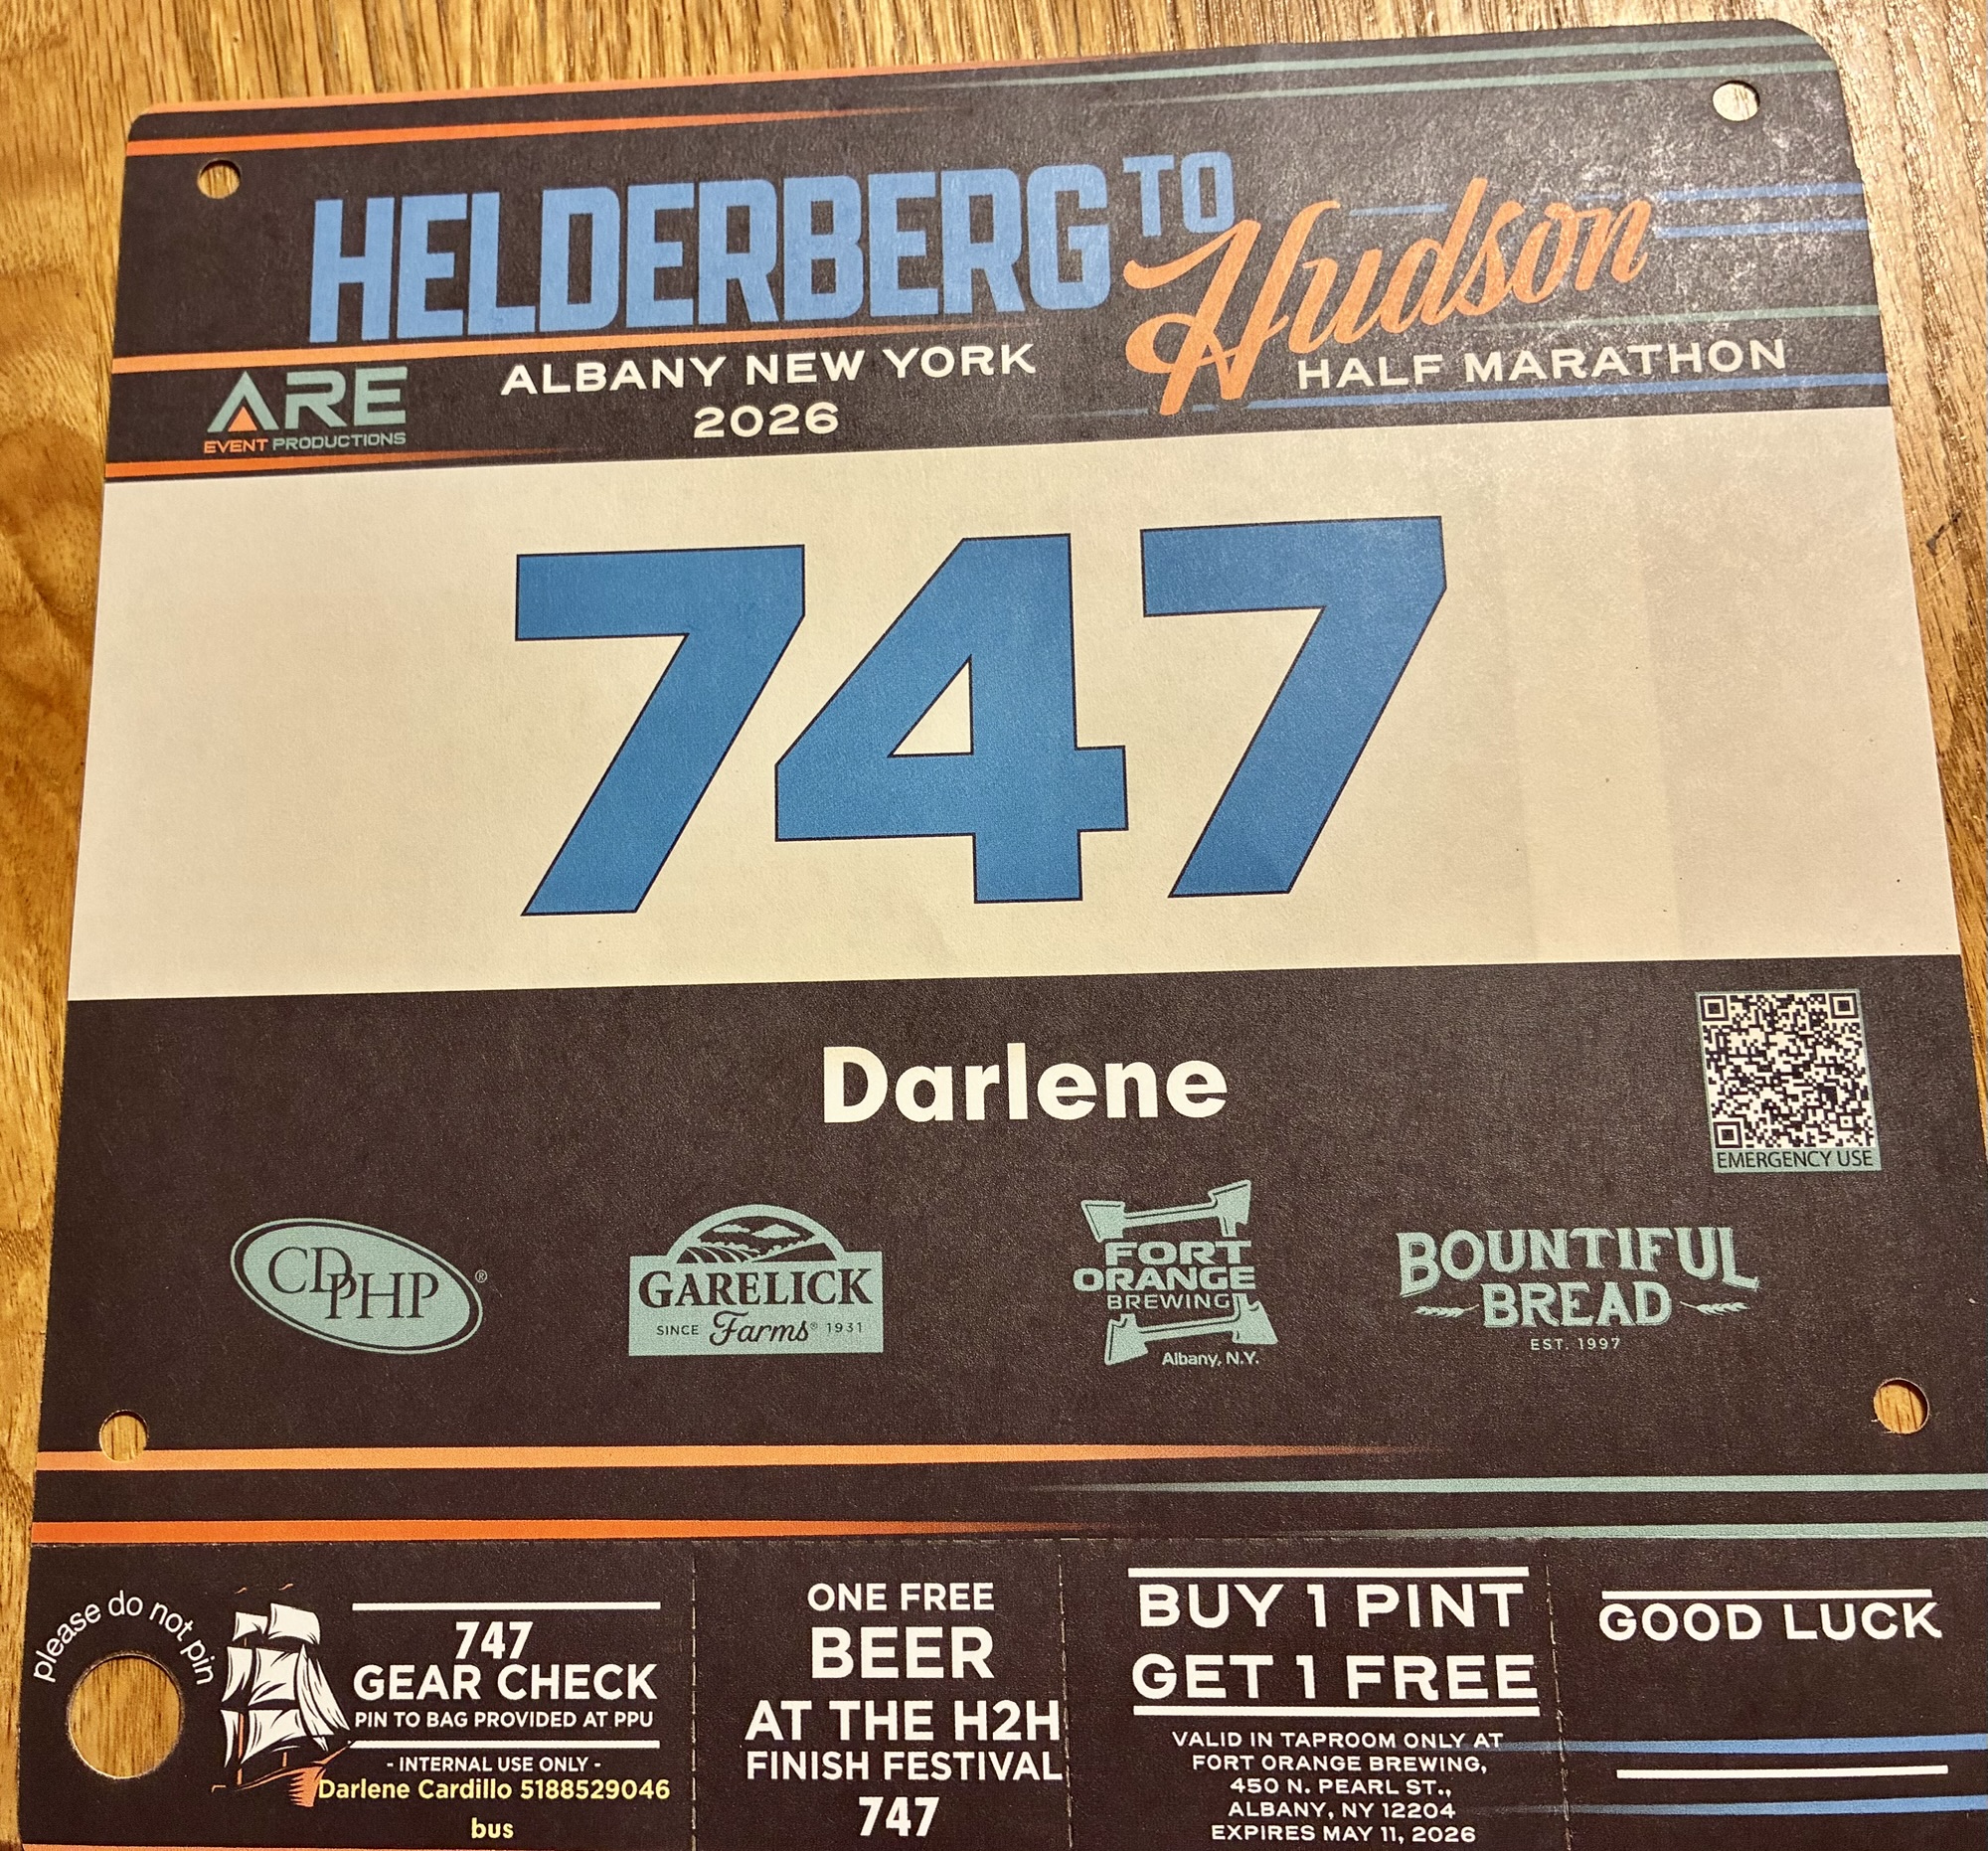 HELDERBERG TO Hudson
HALF MARATHON
ALBANY NEW YORK
2026
ARE
EVENT PRODUCTIONS
747
Darlene
EMERGENCY USE
CDPHP®
GARELICK
SINCE Farms® 1931
FORT
ORANGE
BREWING
Albany, N.Y.
BOUNTIFUL
BREAD
EST. 1997
please do not pin
747
GEAR CHECK
PIN TO BAG PROVIDED AT PPU
- INTERNAL USE ONLY -
Darlene Cardillo 5188529046
bus
ONE FREE
BEER
AT THE H2H
FINISH FESTIVAL
747
BUY 1 PINT
GET 1 FREE
VALID IN TAPROOM ONLY AT
FORT ORANGE BREWING,
450 N. PEARL ST.,
ALBANY, NY 12204
EXPIRES MAY 11, 2026
GOOD LUCK